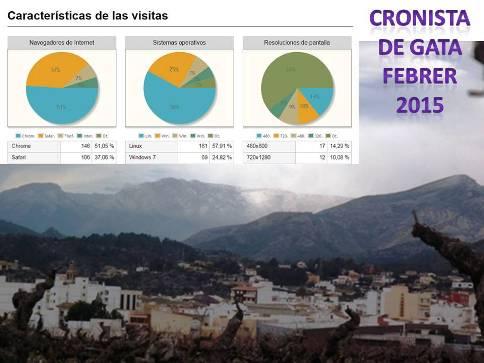 Características de las visitas
CRONISTA
DE GATA
FEBRER
2015
Navegadores de Internet
Sistemas operativos
Resoluciones de pantalla
Chrome 146 51,05 %
Safari 106 37,06 %
Linux 161 57,91 %
Windows 7 69 24,82 %
480x800 17 14,29 %
720x1280 12 10,08 %